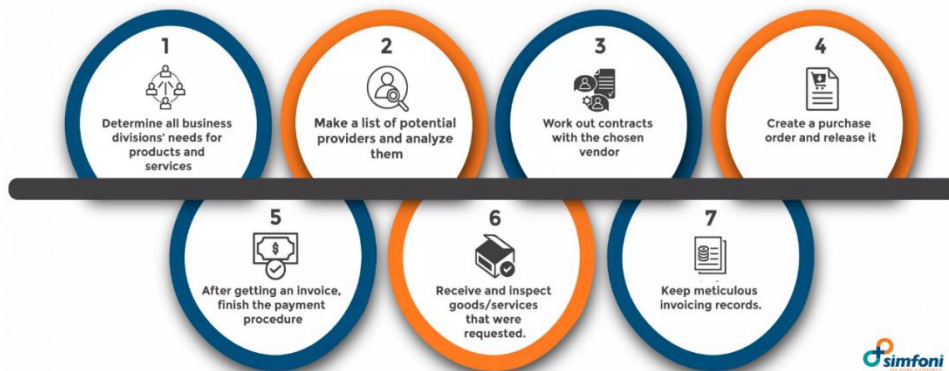 1
Determine all business
divisions' needs for
products and
services
2
Make a list of potential
providers and analyze
them
3
Work out contracts
with the chosen
vendor
4
Create a purchase
order and release it
5
$
After getting an invoice,
finish the payment
procedure
6
Receive and inspect
goods/services
that were
requested.
7
Keep meticulous
invoicing records.
simfoni